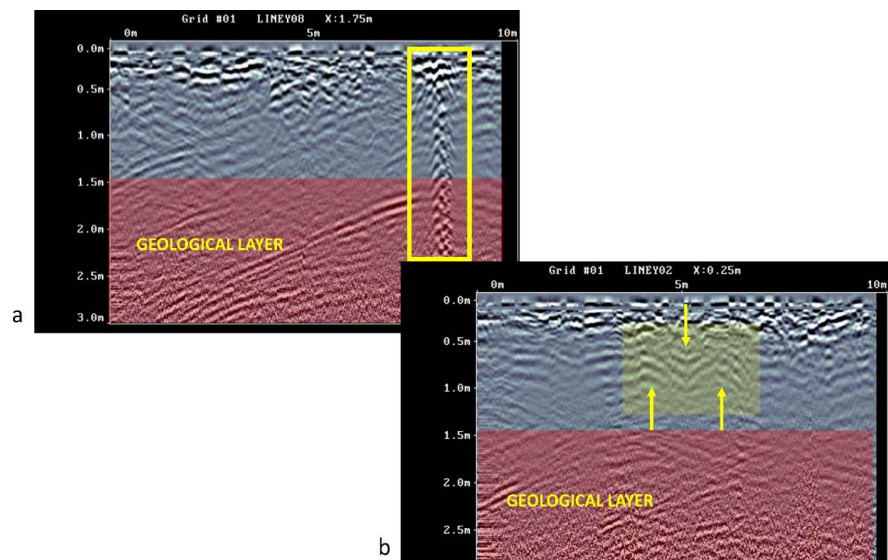 Grid #01 LINEY08 X:1.75m
0m 5m 10m
0.0m
0.5m
1.0m
1.5m
2.0m
2.5m
3.0m
GEOLOGICAL LAYER
a
Grid #01 LINEY02 X:0.25m
0m 5m 10m
0.0m
0.5m
1.0m
1.5m
2.0m
2.5m
GEOLOGICAL LAYER
b